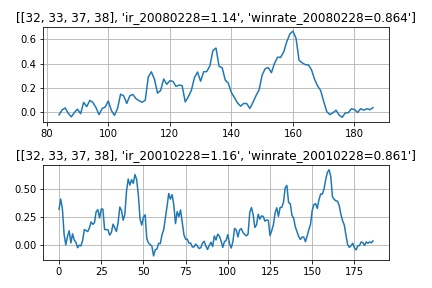 [[32, 33, 37, 38], 'ir_20080228=1.14', 'winrate_20080228=0.864']
0.6
0.4
0.2
0.0
80 100 120 140 160 180
[[32, 33, 37, 38], 'ir_20010228=1.16', 'winrate_20010228=0.861']
0.50
0.25
0.00
0 25 50 75 100 125 150 175